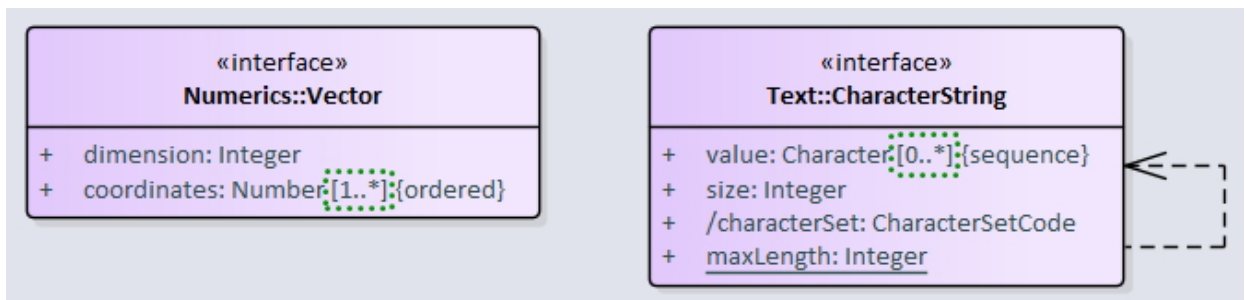 «interface»
Numerics::Vector
+ dimension: Integer
+ coordinates: Number [1..*] {ordered}
«interface»
Text::CharacterString
+ value: Character [0..*] {sequence}
+ size: Integer
+ /characterSet: CharacterSetCode
+ maxLength: Integer